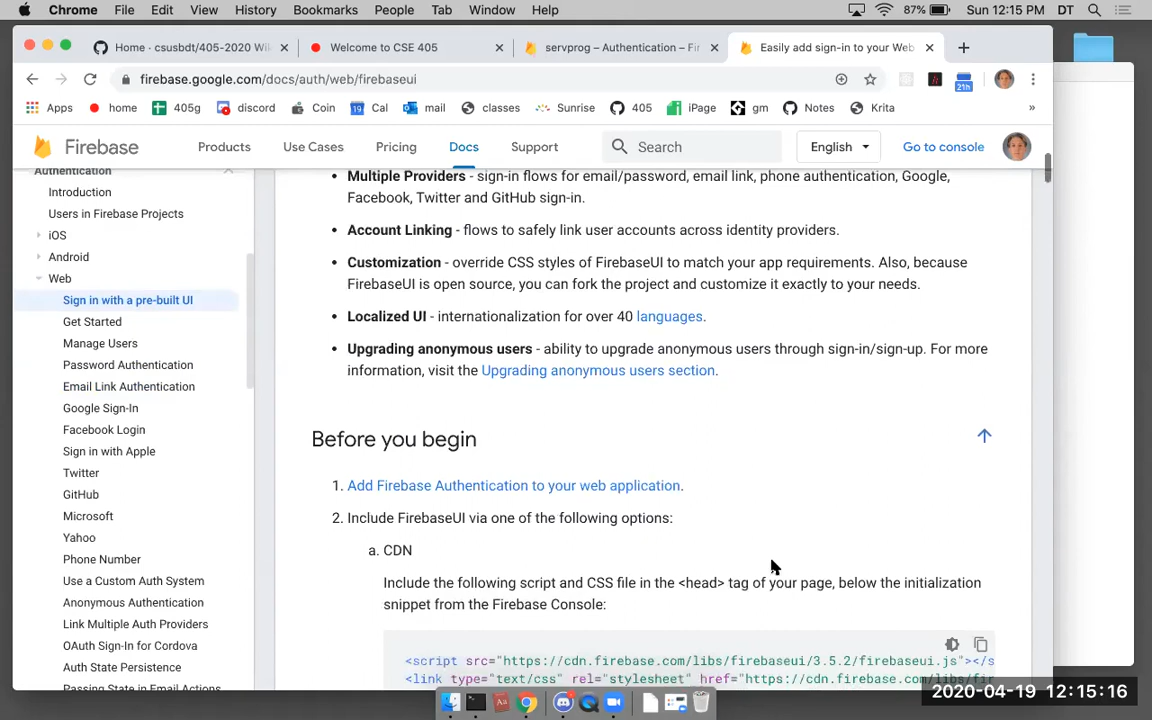 Chrome File Edit View History Bookmarks People Tab Window Help 87% Sun 12:15 PM DT
Home · csusbdt/405-2020 Wik Welcome to CSE 405 servprog – Authentication – Fir Easily add sign-in to your Web
firebase.google.com/docs/auth/web/firebaseui
21h
Apps home 405g discord Coin 19 Cal mail classes Sunrise 405 iPage gm Notes Krita »
Firebase Products Use Cases Pricing Docs Support Search English Go to console
Authentication
Introduction
Users in Firebase Projects
iOS
Android
Web
Sign in with a pre-built UI
Get Started
Manage Users
Password Authentication
Email Link Authentication
Google Sign-In
Facebook Login
Sign in with Apple
Twitter
GitHub
Microsoft
Yahoo
Phone Number
Use a Custom Auth System
Anonymous Authentication
Link Multiple Auth Providers
OAuth Sign-In for Cordova
Auth State Persistence
Passing State in Email Actions
• Multiple Providers - sign-in flows for email/password, email link, phone authentication, Google,
Facebook, Twitter and GitHub sign-in.
• Account Linking - flows to safely link user accounts across identity providers.
• Customization - override CSS styles of FirebaseUI to match your app requirements. Also, because
FirebaseUI is open source, you can fork the project and customize it exactly to your needs.
• Localized UI - internationalization for over 40 languages.
• Upgrading anonymous users - ability to upgrade anonymous users through sign-in/sign-up. For more
information, visit the Upgrading anonymous users section.
Before you begin
1. Add Firebase Authentication to your web application.
2. Include FirebaseUI via one of the following options:
a. CDN
Include the following script and CSS file in the <head> tag of your page, below the initialization
snippet from the Firebase Console:
<script src="https://cdn.firebase.com/libs/firebaseui/3.5.2/firebaseui.js"></s
<link type="text/css" rel="stylesheet" href="https://cdn.firebase.com/libs/fir
2020-04-19 12:15:16